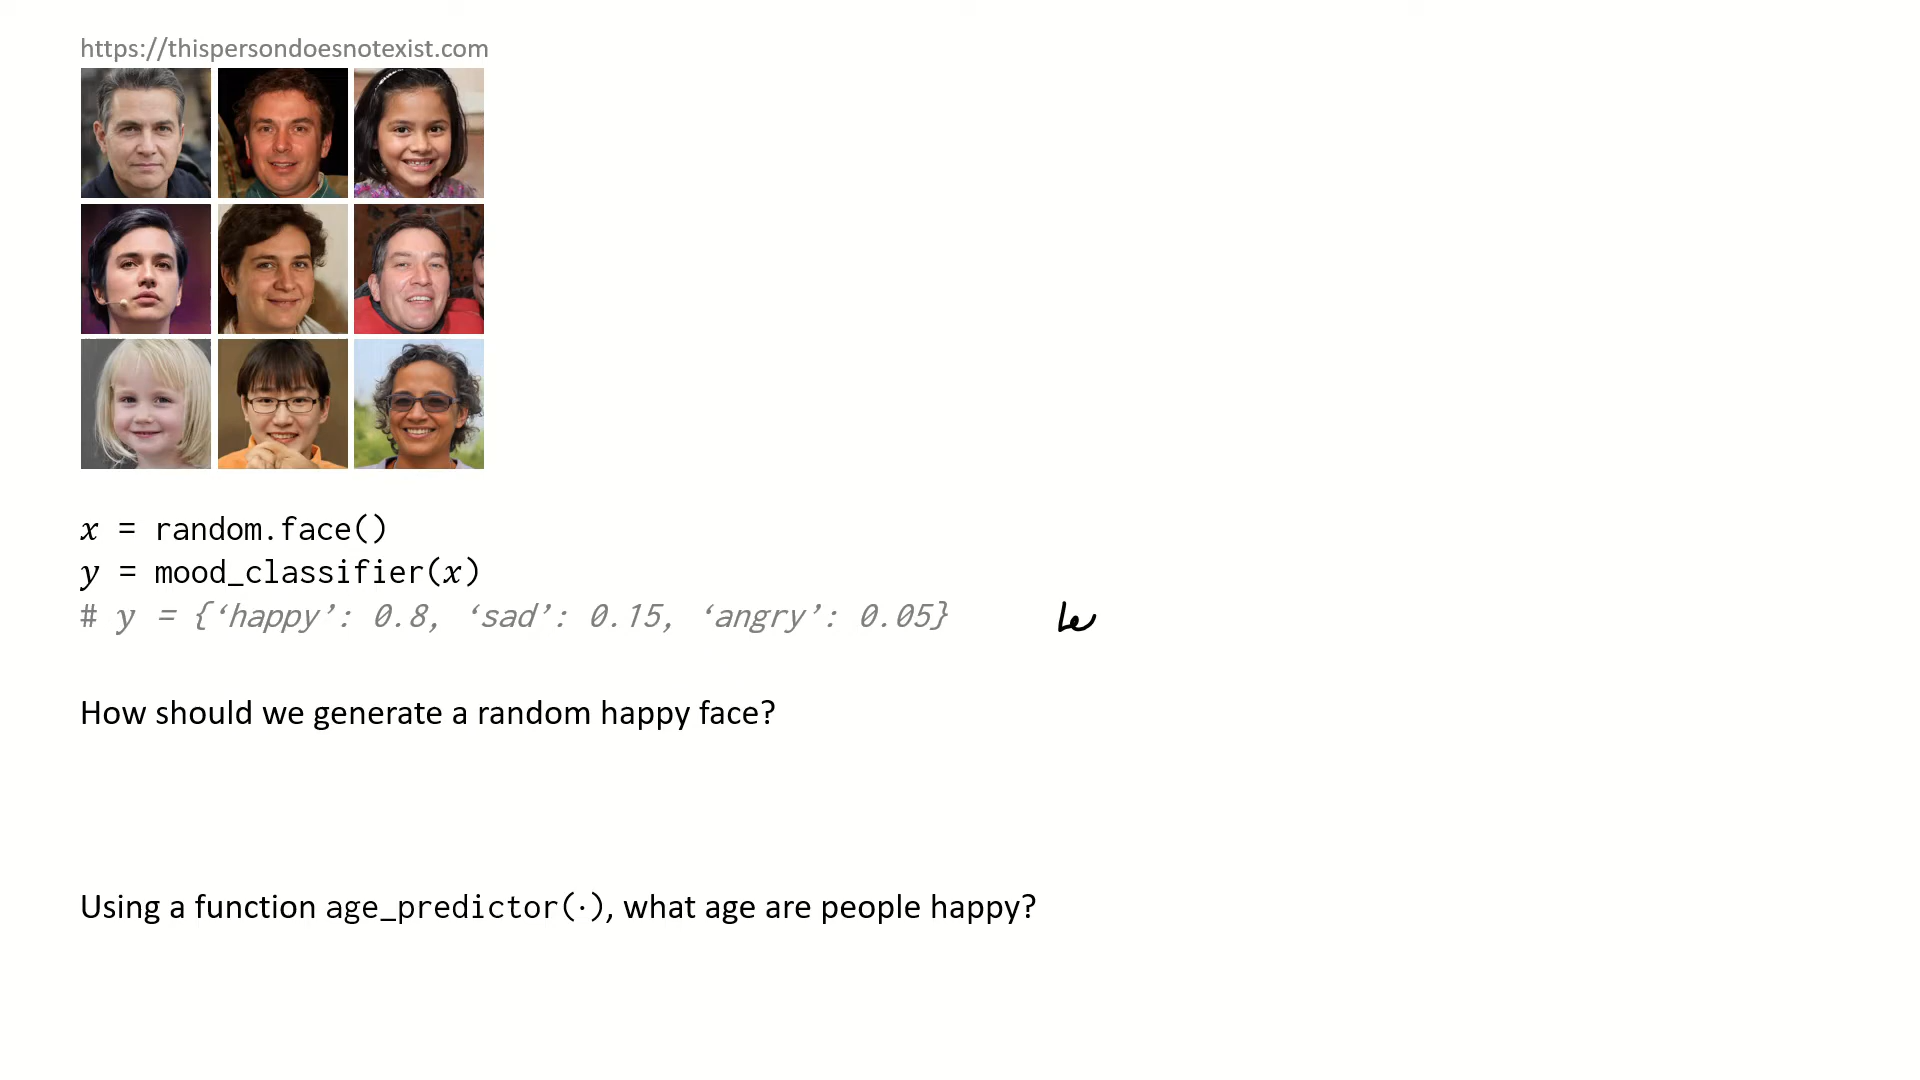 https://thispersondoesnotexist.com
x = random.face()
y = mood_classifier(x)
# y = {‘happy’: 0.8, ‘sad’: 0.15, ‘angry’: 0.05}
How should we generate a random happy face?
Using a function age_predictor(·), what age are people happy?